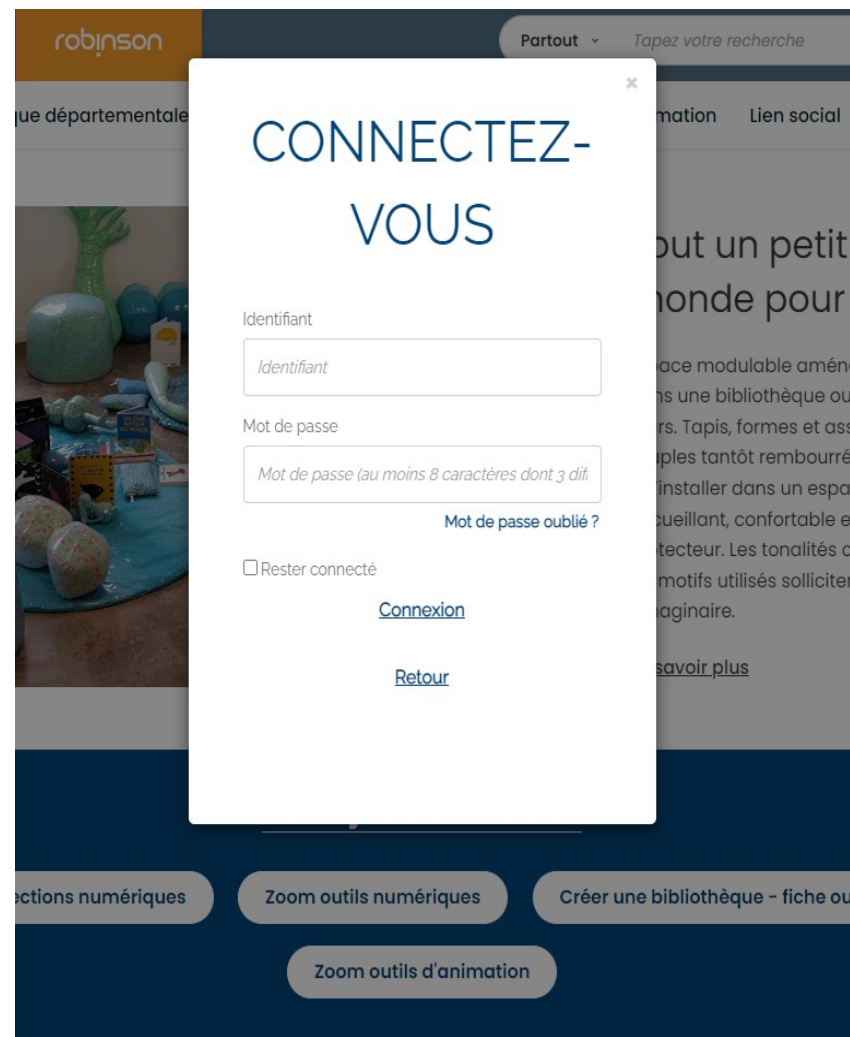 robinson
Partout
Tapez votre recherche
×
que départementale
mation
Lien social
CONNECTEZ-
VOUS
out un petit
onde pour
Identifiant
Identifiant
Mot de passe
Mot de passe (au moins 8 caractères dont 3 dif
Mot de passe oublié ?
Rester connecté
Connexion
Retour
ace modulable amén
ns une bibliothèque ou
rs. Tapis, formes et ass
uples tantôt rembourré
'installer dans un espa
cueillant, confortable e
tecteur. Les tonalités
motifs utilisés solliciter
aginaire.
savoir plus
ections numériques
Zoom outils numériques
Créer une bibliothèque - fiche ou
Zoom outils d'animation